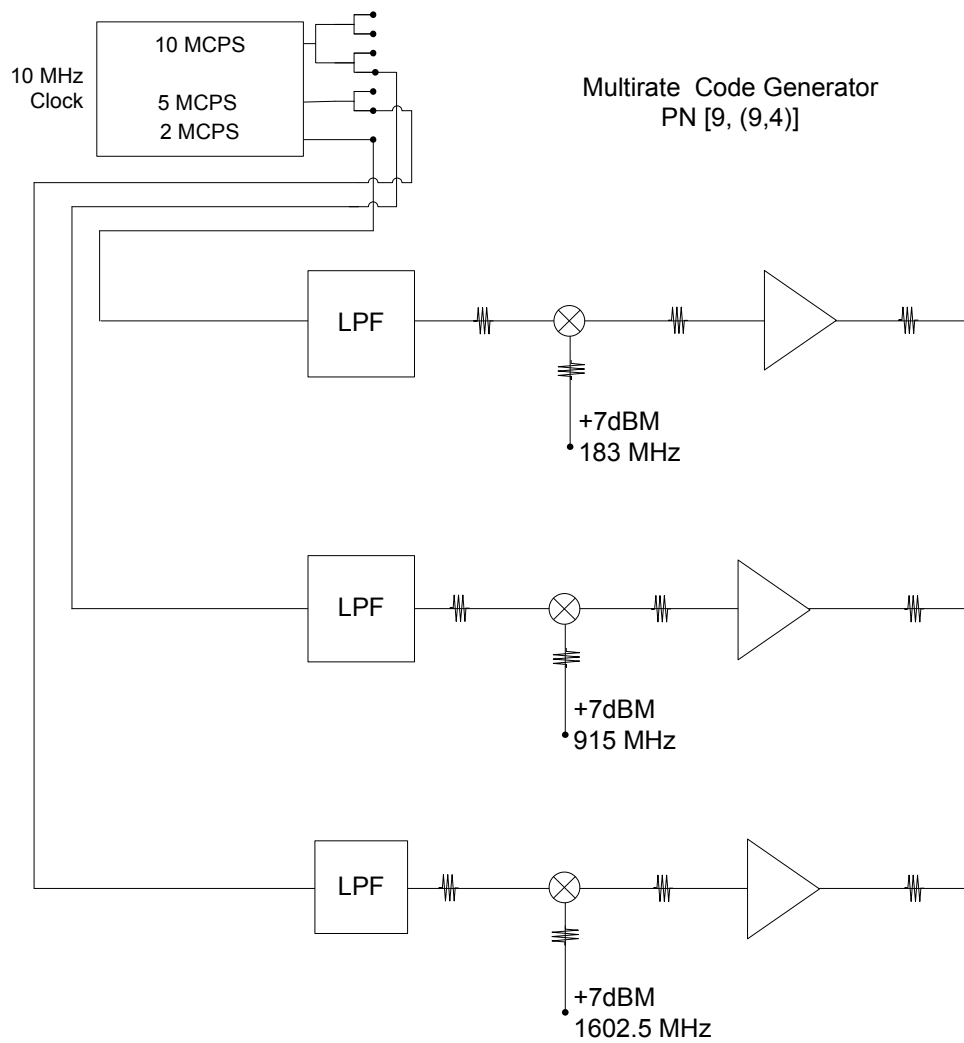 10 MCPS
10 MHz
Clock
5 MCPS
2 MCPS
Multirate Code Generator
PN [9, (9,4)]
LPF
+7dBM
183 MHz
LPF
+7dBM
915 MHz
LPF
+7dBM
1602.5 MHz